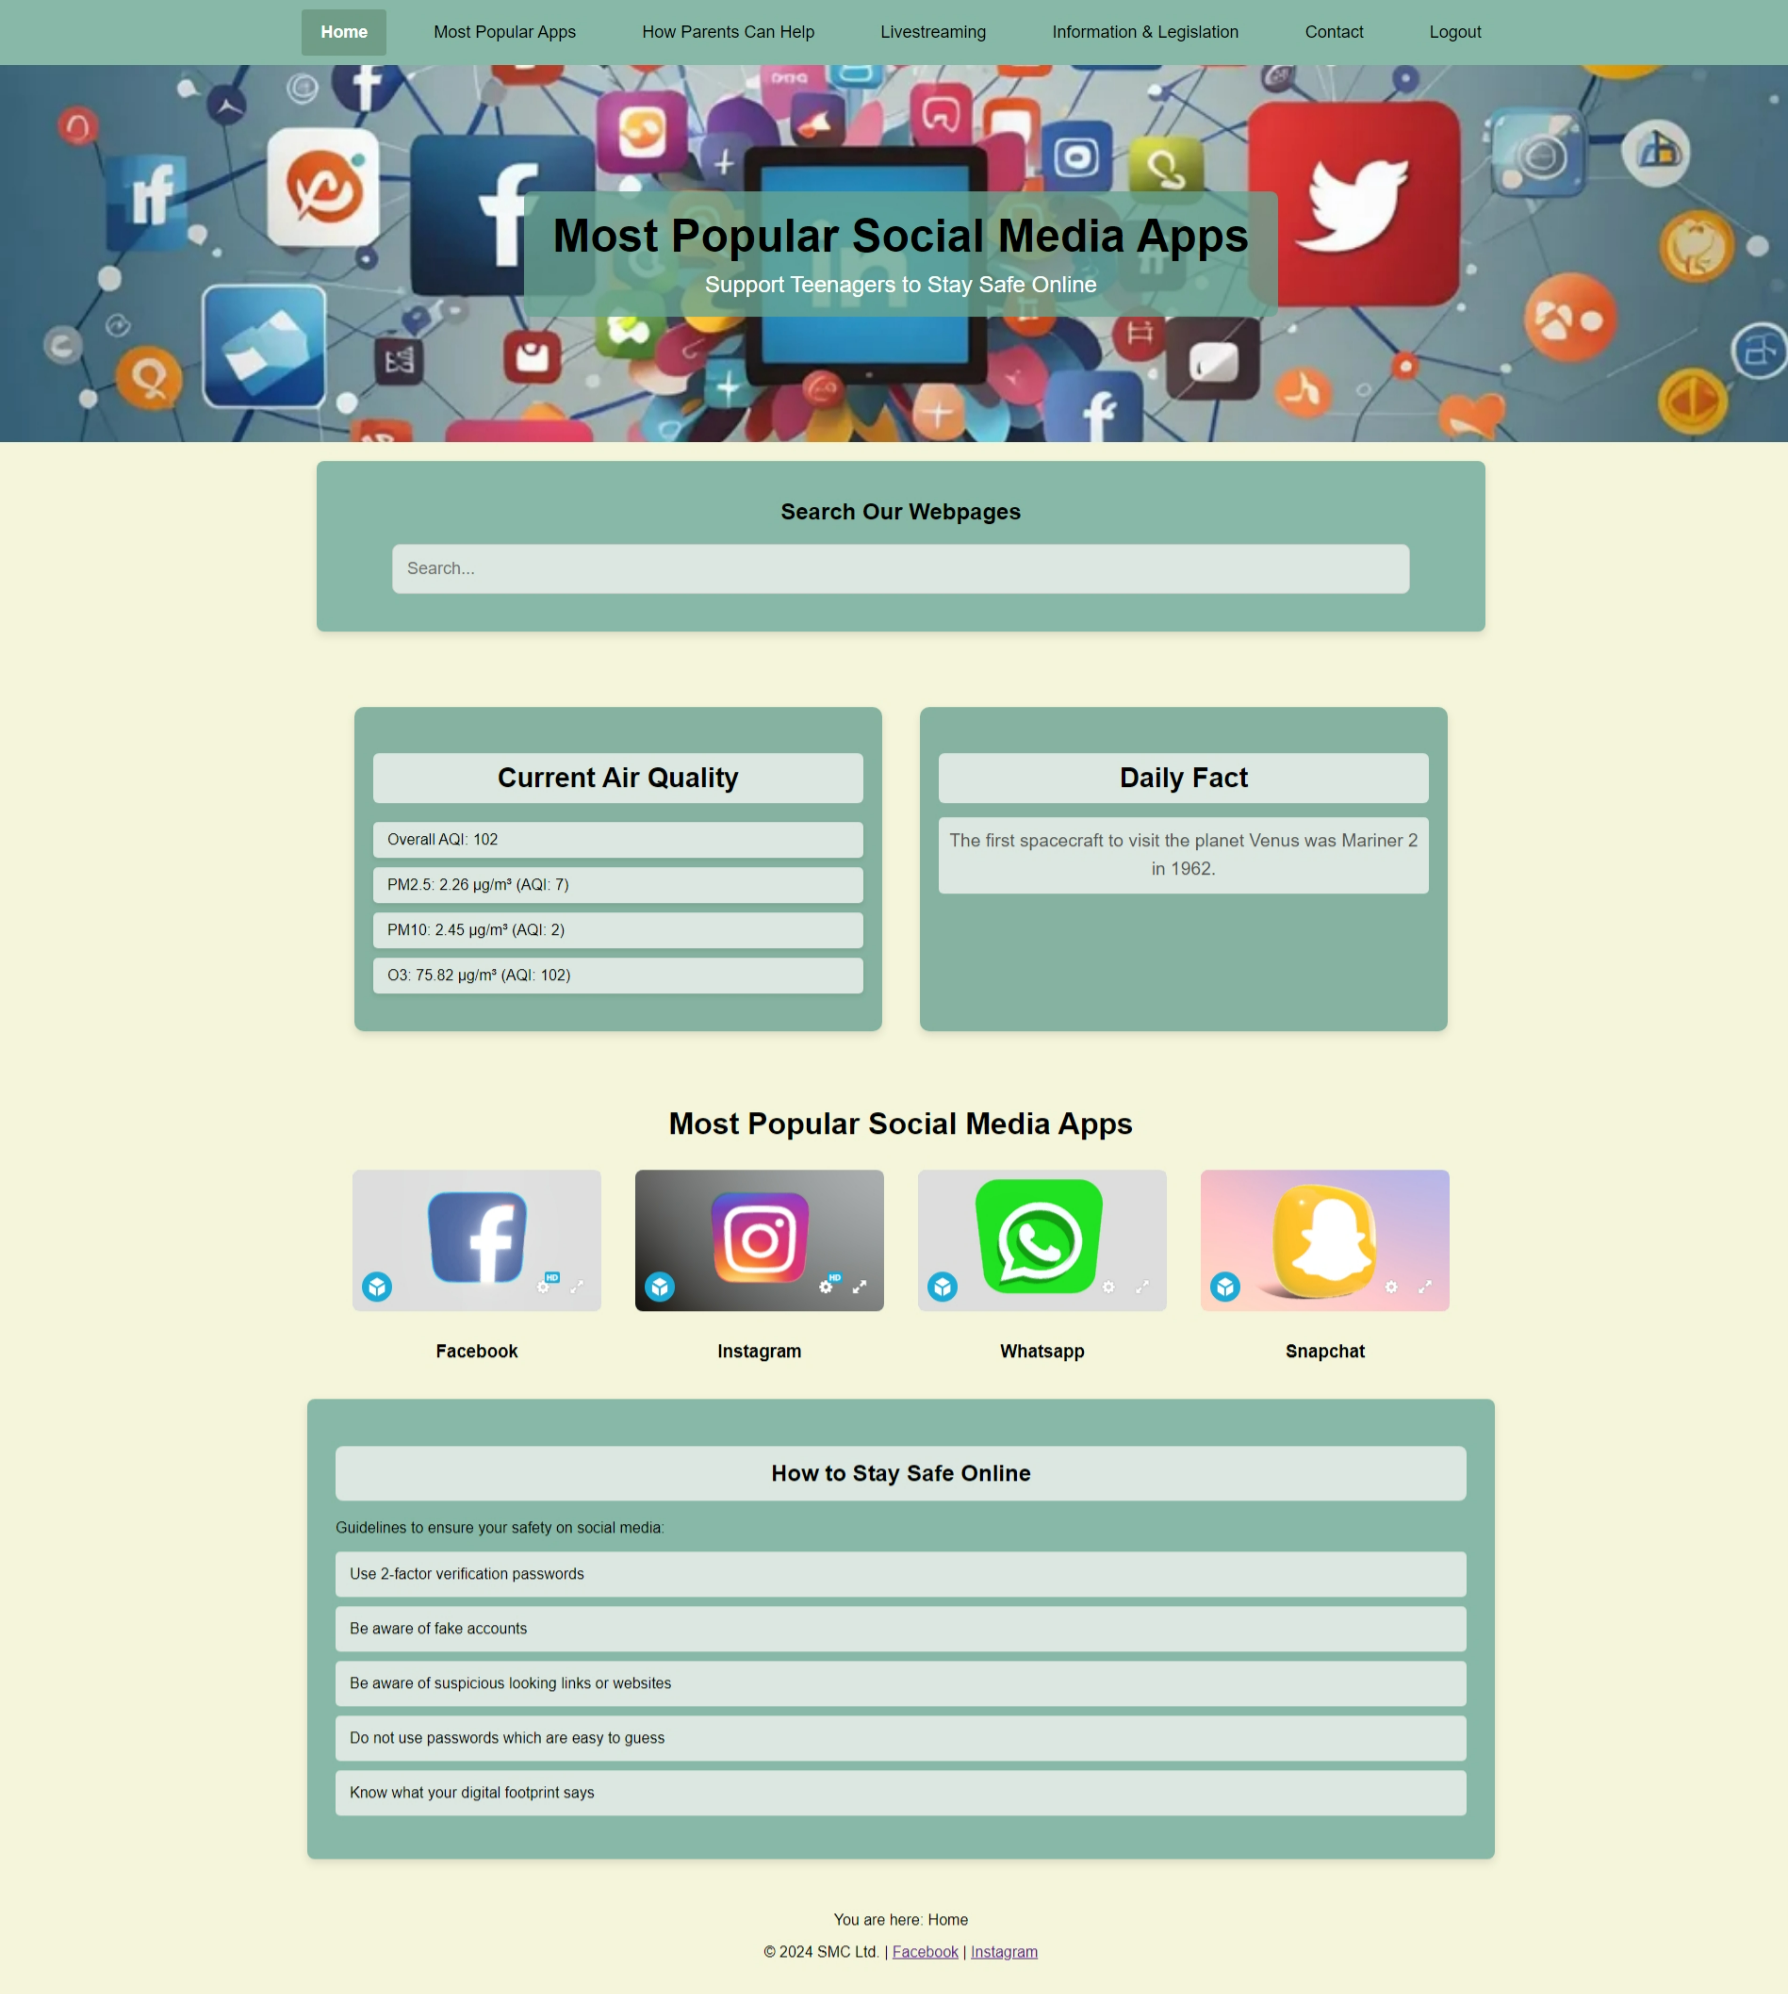 Home Most Popular Apps How Parents Can Help Livestreaming Information & Legislation Contact Logout
Most Popular Social Media Apps
Support Teenagers to Stay Safe Online
Search Our Webpages
Search...
Current Air Quality
Overall AQI: 102
PM2.5: 2.26 µg/m³ (AQI: 7)
PM10: 2.45 µg/m³ (AQI: 2)
O3: 75.82 µg/m³ (AQI: 102)
Daily Fact
The first spacecraft to visit the planet Venus was Mariner 2
in 1962.
Most Popular Social Media Apps
HD
HD
Facebook Instagram Whatsapp Snapchat
How to Stay Safe Online
Guidelines to ensure your safety on social media:
Use 2-factor verification passwords
Be aware of fake accounts
Be aware of suspicious looking links or websites
Do not use passwords which are easy to guess
Know what your digital footprint says
You are here: Home
© 2024 SMC Ltd. | Facebook | Instagram